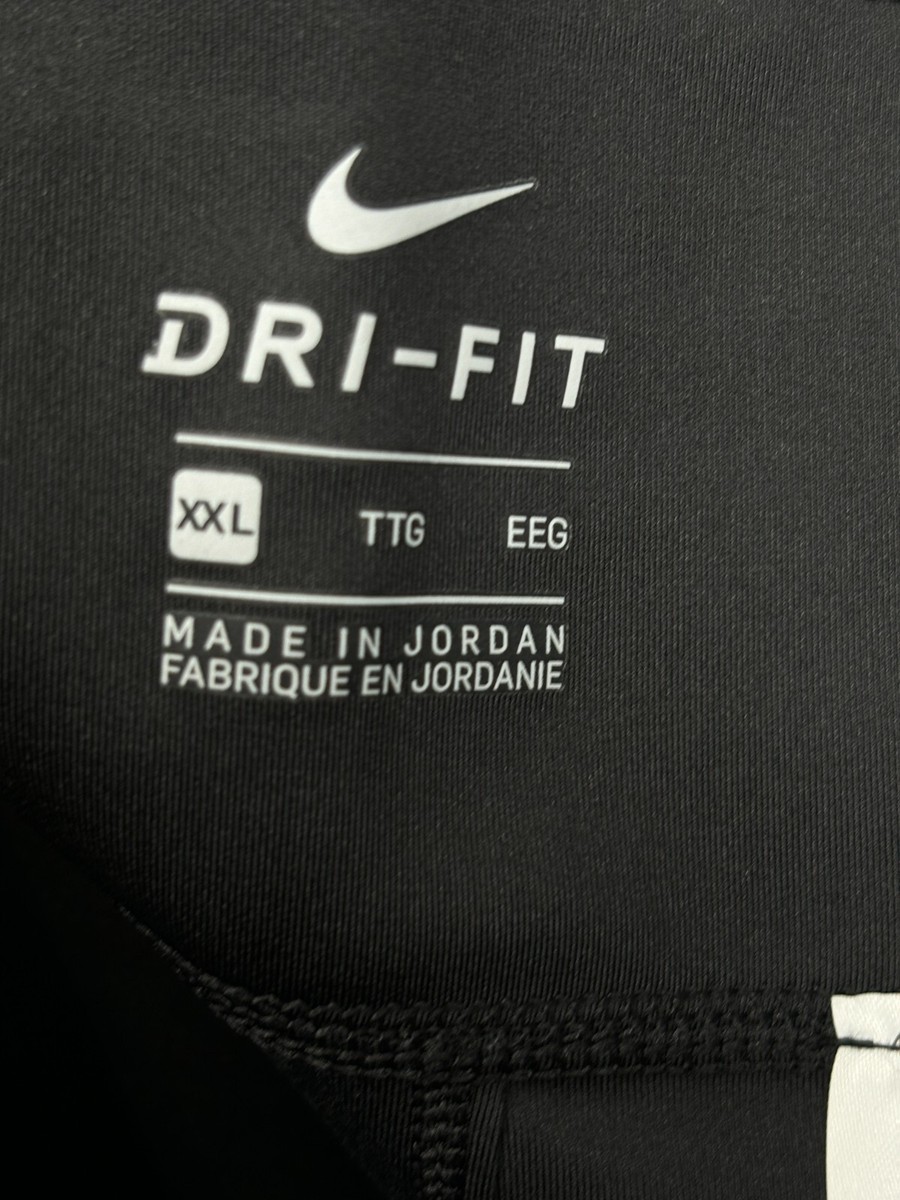 DRI-FIT
XXL TTG EEG
MADE IN JORDAN
FABRIQUE EN JORDANIE